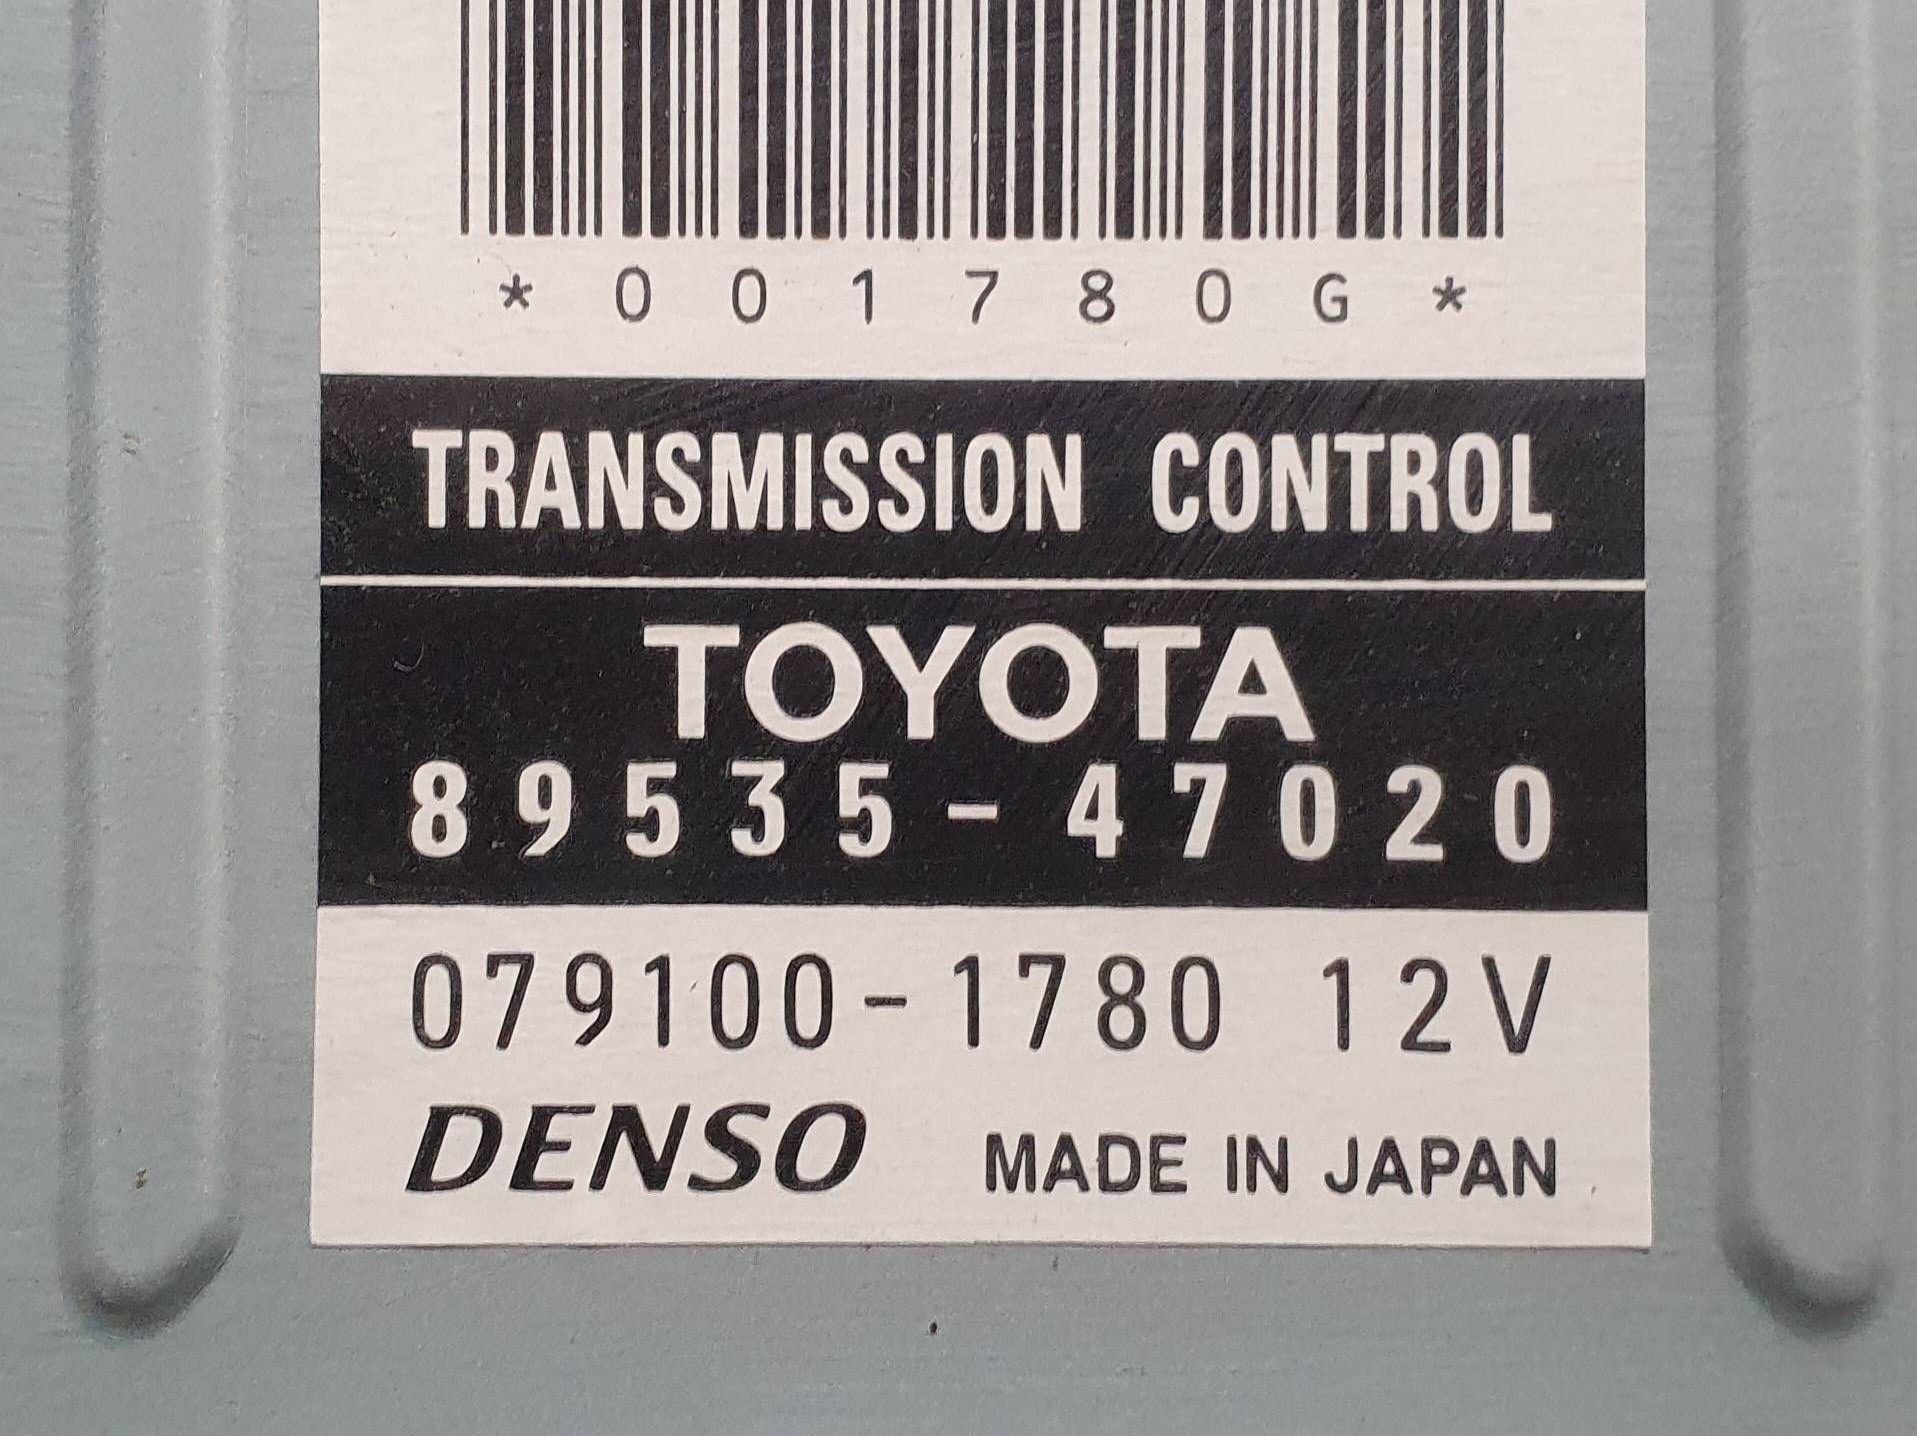 *001780G*
TRANSMISSION CONTROL
TOYOTA
89535-47020
079100-1780 12V
DENSO MADE IN JAPAN